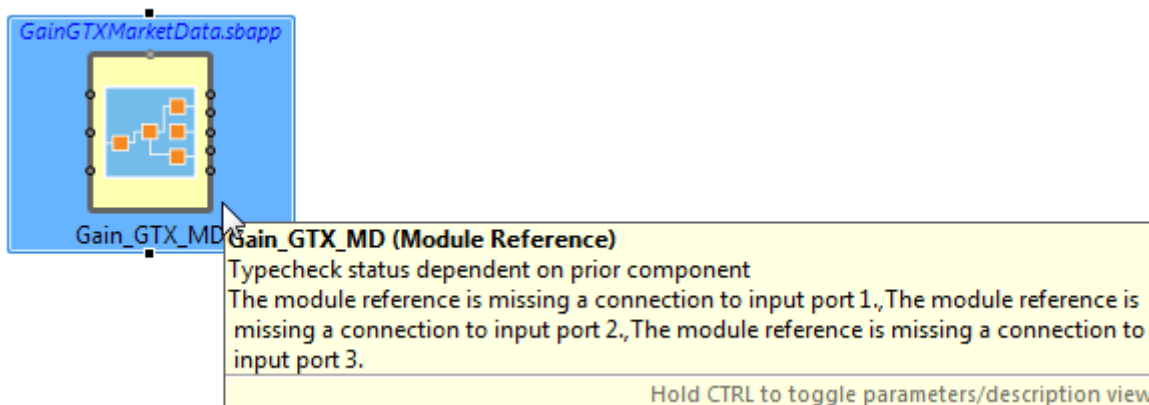 GainGTXMarketData.sbapp
Gain_GTX_MD
Gain_GTX_MD (Module Reference)
Typecheck status dependent on prior component
The module reference is missing a connection to input port 1.,The module reference is
missing a connection to input port 2.,The module reference is missing a connection to
input port 3.
Hold CTRL to toggle parameters/description view